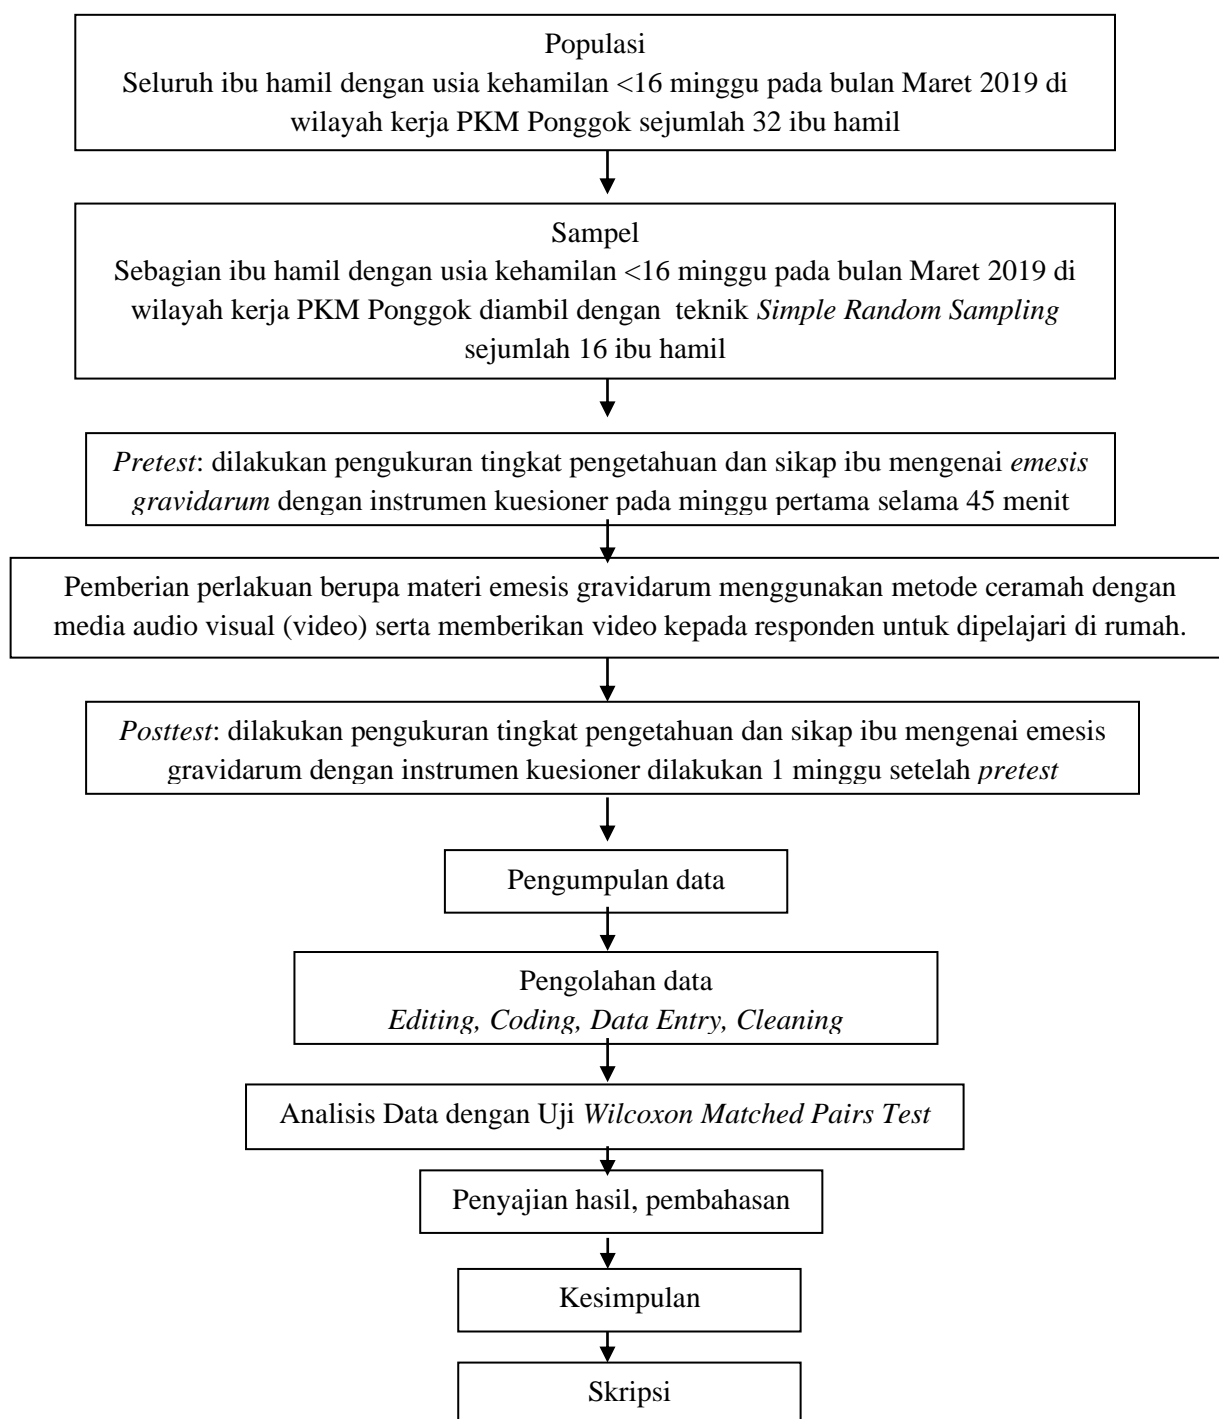 Populasi
Seluruh ibu hamil dengan usia kehamilan <16 minggu pada bulan Maret 2019 di
wilayah kerja PKM Ponggok sejumlah 32 ibu hamil
Sampel
Sebagian ibu hamil dengan usia kehamilan <16 minggu pada bulan Maret 2019 di
wilayah kerja PKM Ponggok diambil dengan teknik Simple Random Sampling
sejumlah 16 ibu hamil
Pretest: dilakukan pengukuran tingkat pengetahuan dan sikap ibu mengenai emesis
gravidarum dengan instrumen kuesioner pada minggu pertama selama 45 menit
Pemberian perlakuan berupa materi emesis gravidarum menggunakan metode ceramah dengan
media audio visual (video) serta memberikan video kepada responden untuk dipelajari di rumah.
Posttest: dilakukan pengukuran tingkat pengetahuan dan sikap ibu mengenai emesis
gravidarum dengan instrumen kuesioner dilakukan 1 minggu setelah pretest
Pengumpulan data
Pengolahan data
Editing, Coding, Data Entry, Cleaning
Analisis Data dengan Uji Wilcoxon Matched Pairs Test
Penyajian hasil, pembahasan
Kesimpulan
Skripsi